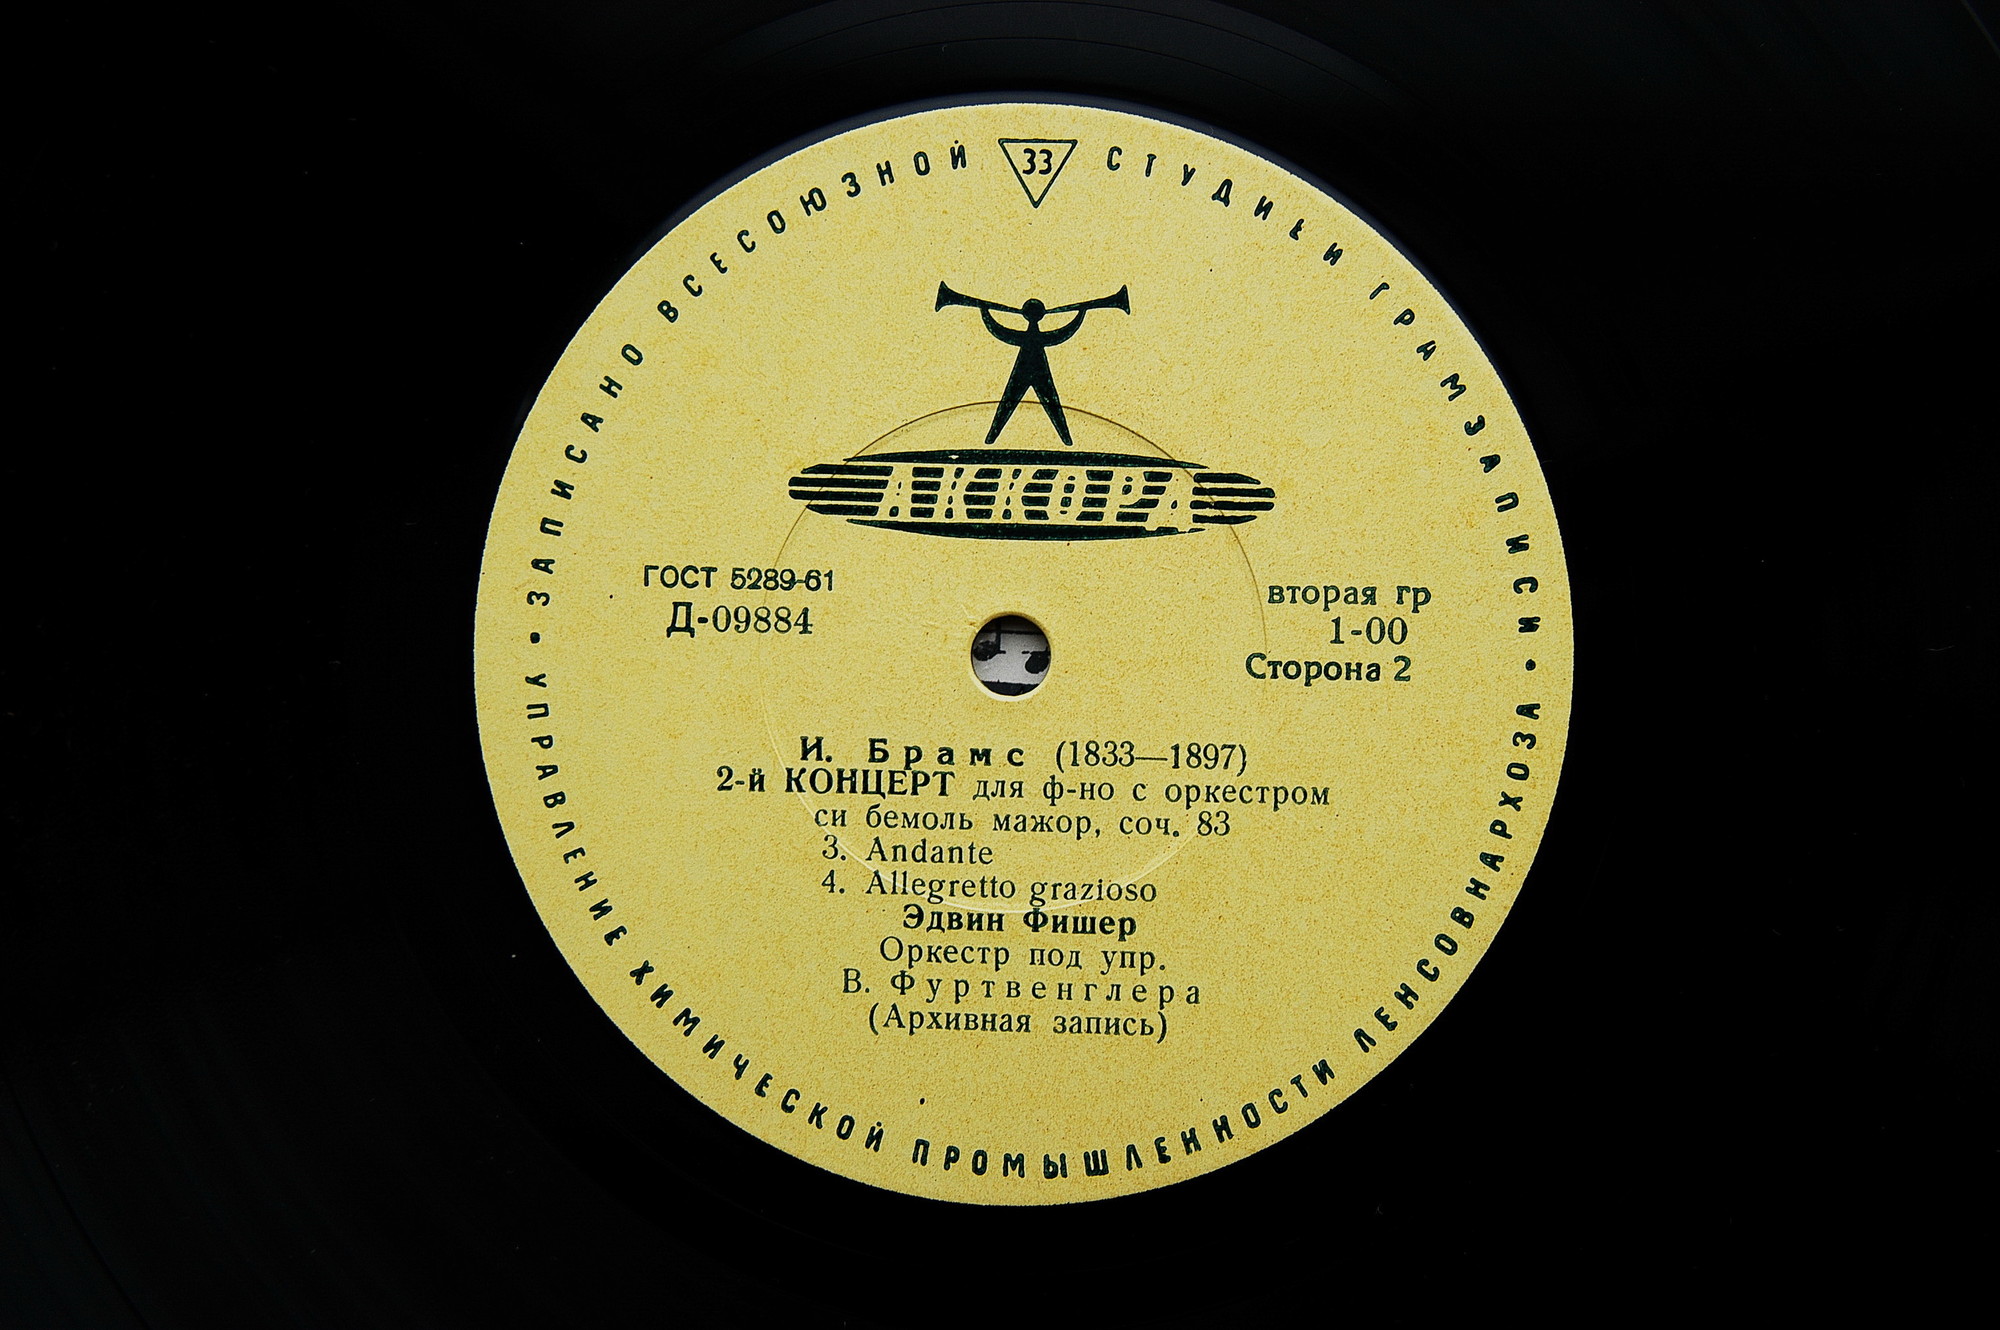 ЗАПИСАНО ВСЕСОЮЗНОЙ СТУДИЕЙ ГРАМЗАПИСИ •
33
АККОРД
ГОСТ 5289-61
Д-09884
вторая гр
1-00
Сторона 2
И. Брамс (1833—1897)
2-й КОНЦЕРТ для ф-но с оркестром
си бемоль мажор, соч. 83
3. Andante
4. Allegretto grazioso
Эдвин Фишер
Оркестр под упр.
В. Фуртвенглера
(Архивная запись)
УПРАВЛЕНИЕ ХИМИЧЕСКОЙ ПРОМЫШЛЕННОСТИ ЛЕНСОВНАРХОЗА •